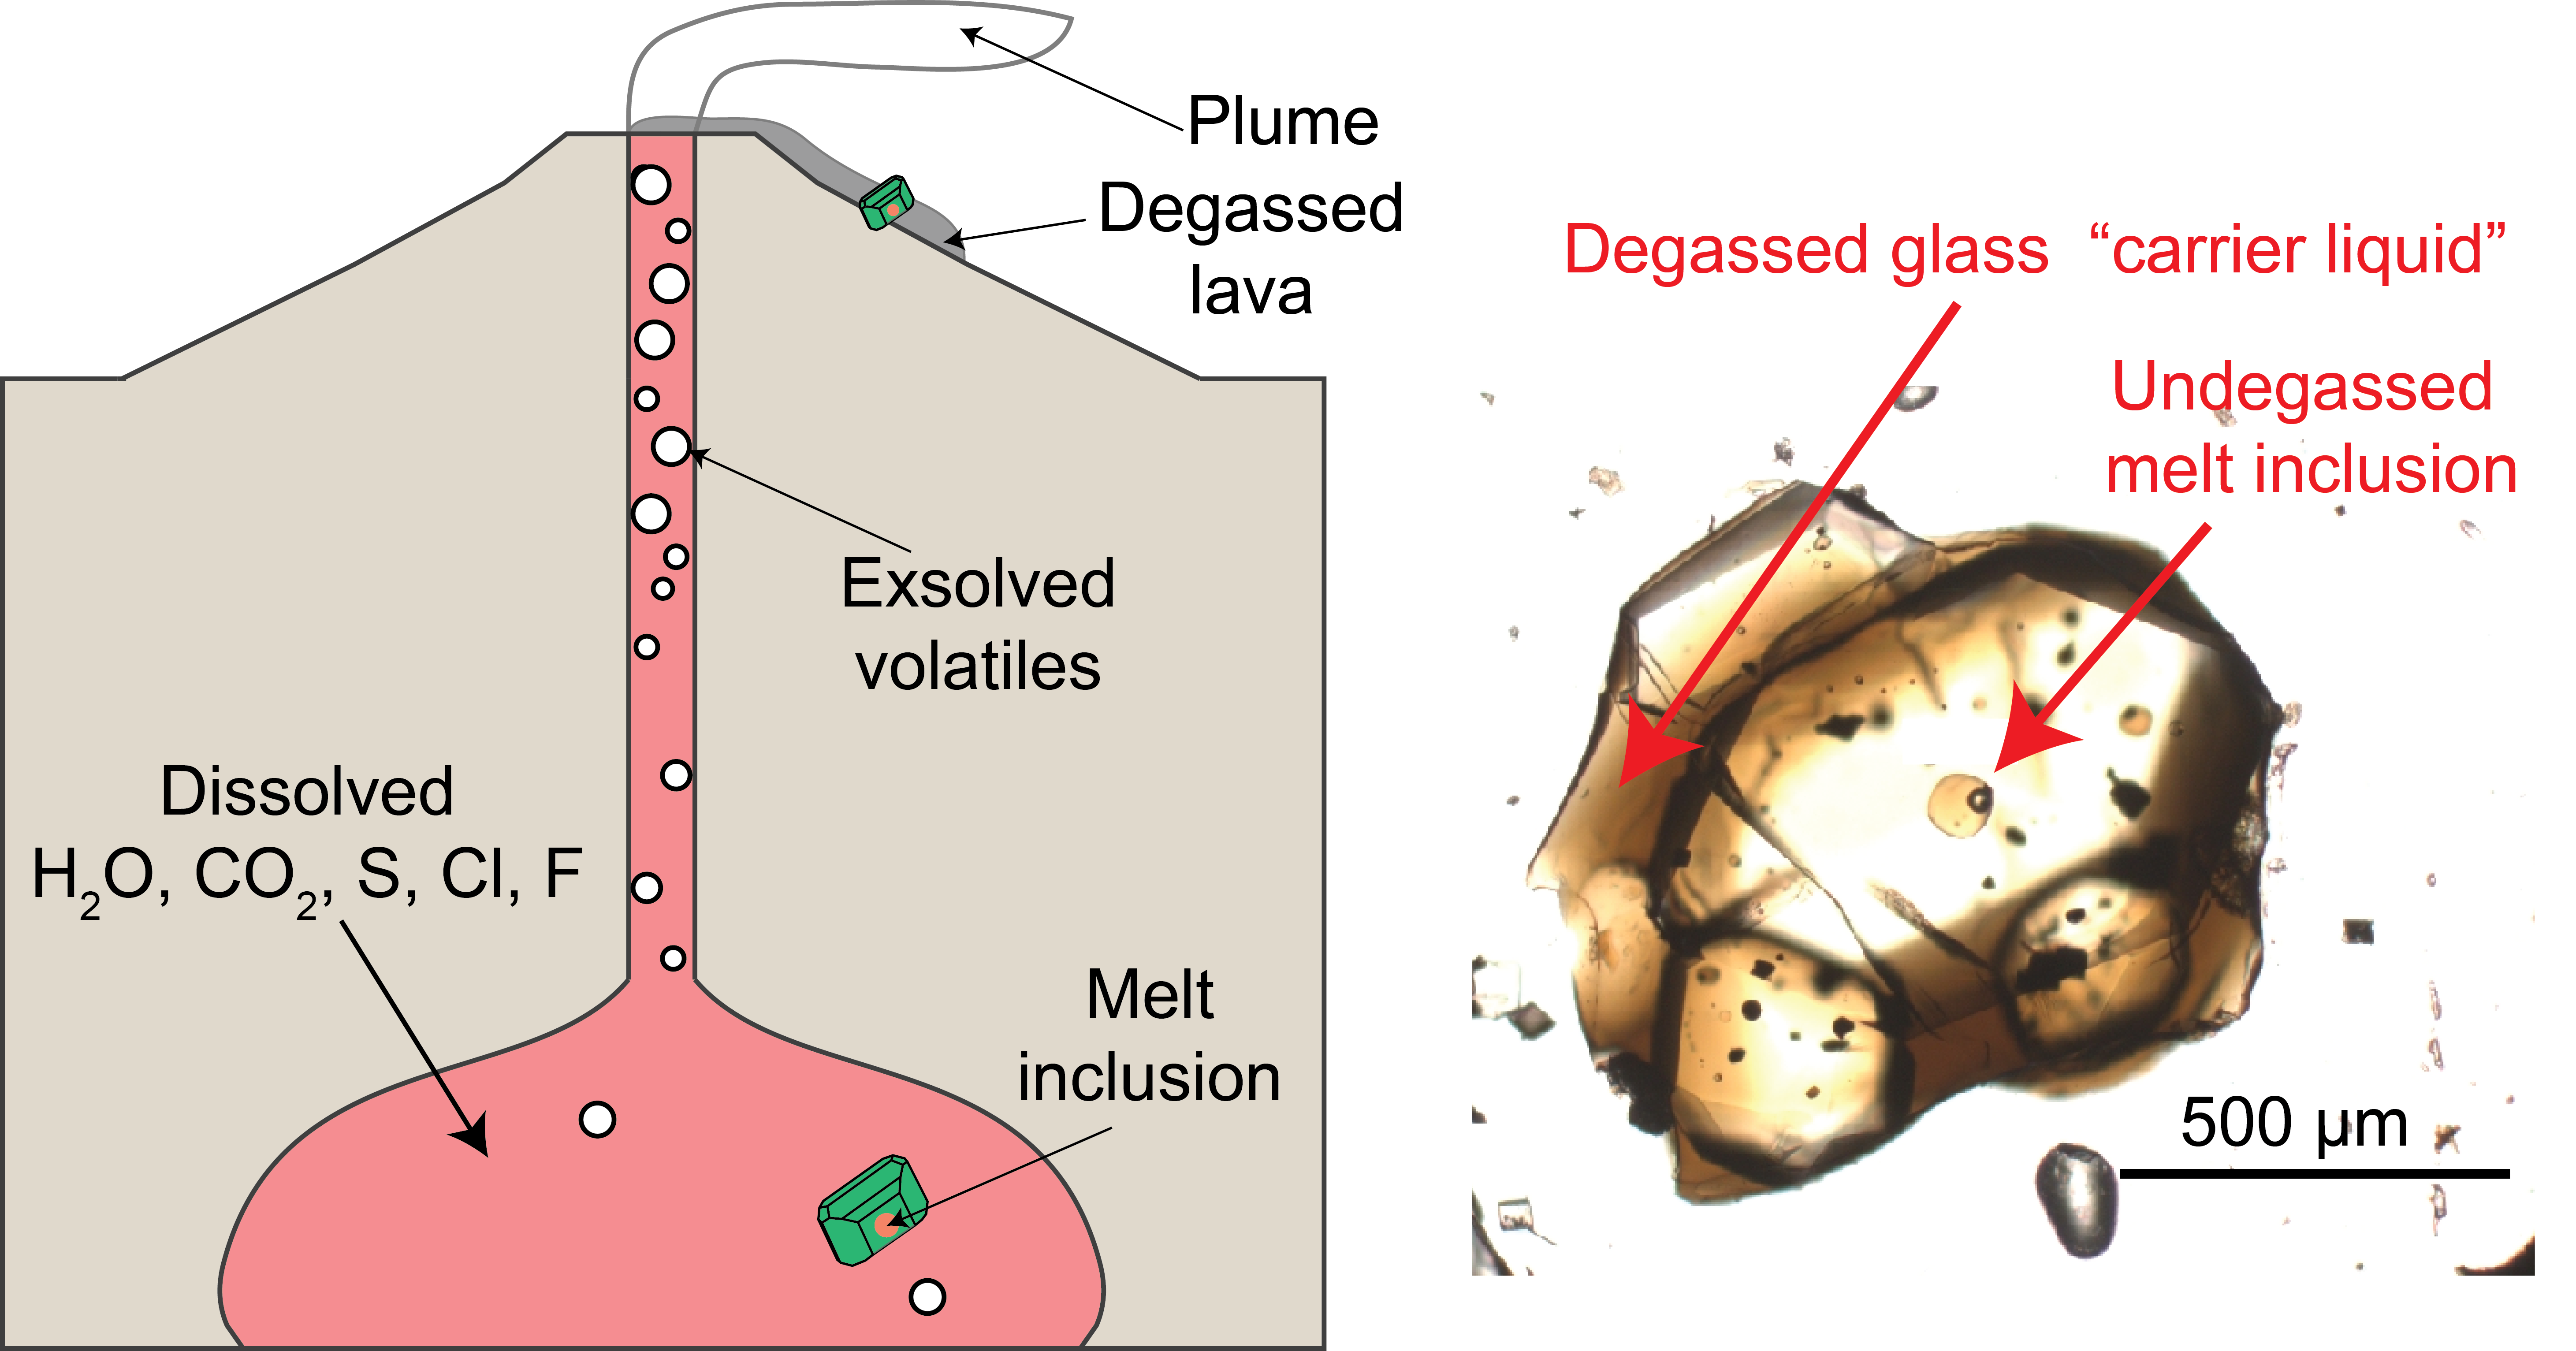 Plume
Degassed
lava
Exsolved
volatiles
Dissolved
H₂O, CO₂, S, Cl, F
Melt
inclusion
Degassed glass “carrier liquid”
Undegassed
melt inclusion
500 µm